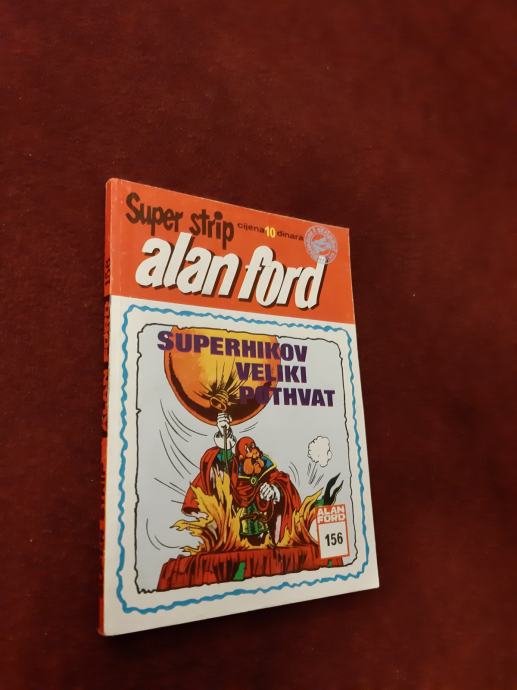 Super strip
cijena 10 dinara
alan ford
SUPERHIKOV
VELIKI
POTHVAT
ALAN
FORD
156